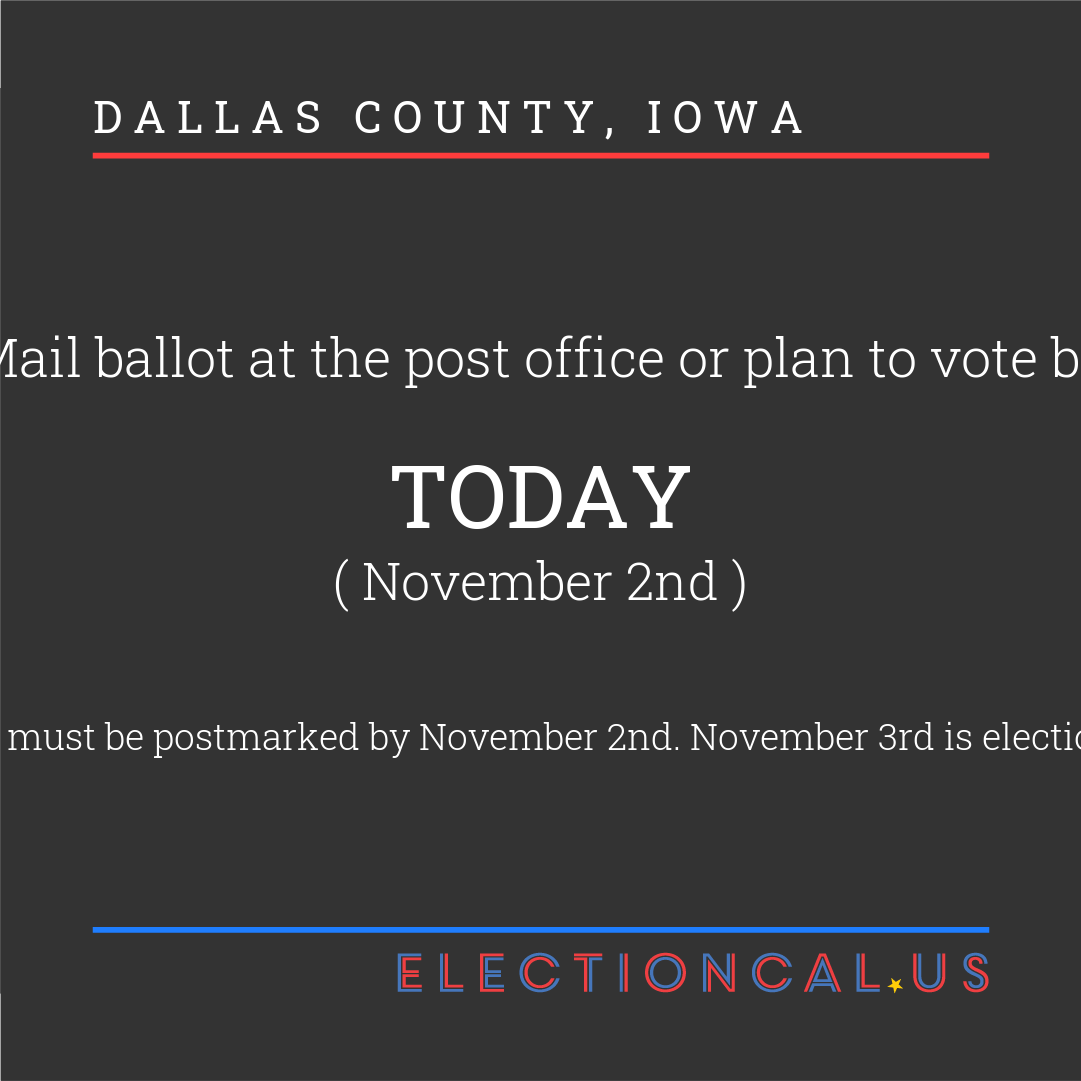 DALLAS COUNTY, IOWA
Mail ballot at the post office or plan to vote b
TODAY
( November 2nd )
must be postmarked by November 2nd. November 3rd is electio
ELECTIONCAL.US